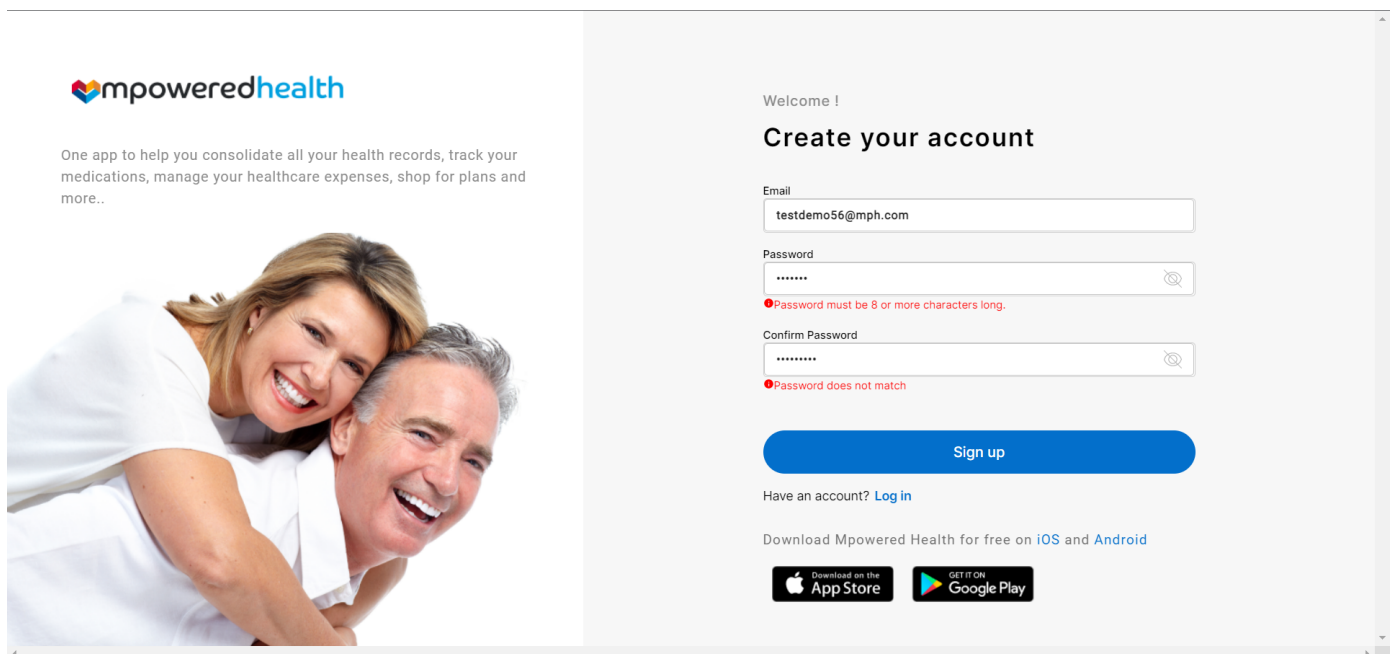 mpoweredhealth
One app to help you consolidate all your health records, track your
medications, manage your healthcare expenses, shop for plans and
more..
Welcome !
Create your account
Email
testdemo56@mph.com
Password
•••••••
Password must be 8 or more characters long.
Confirm Password
•••••••••
Password does not match
Sign up
Have an account? Log in
Download Mpowered Health for free on iOS and Android
Download on the
App Store
GET IT ON
Google Play